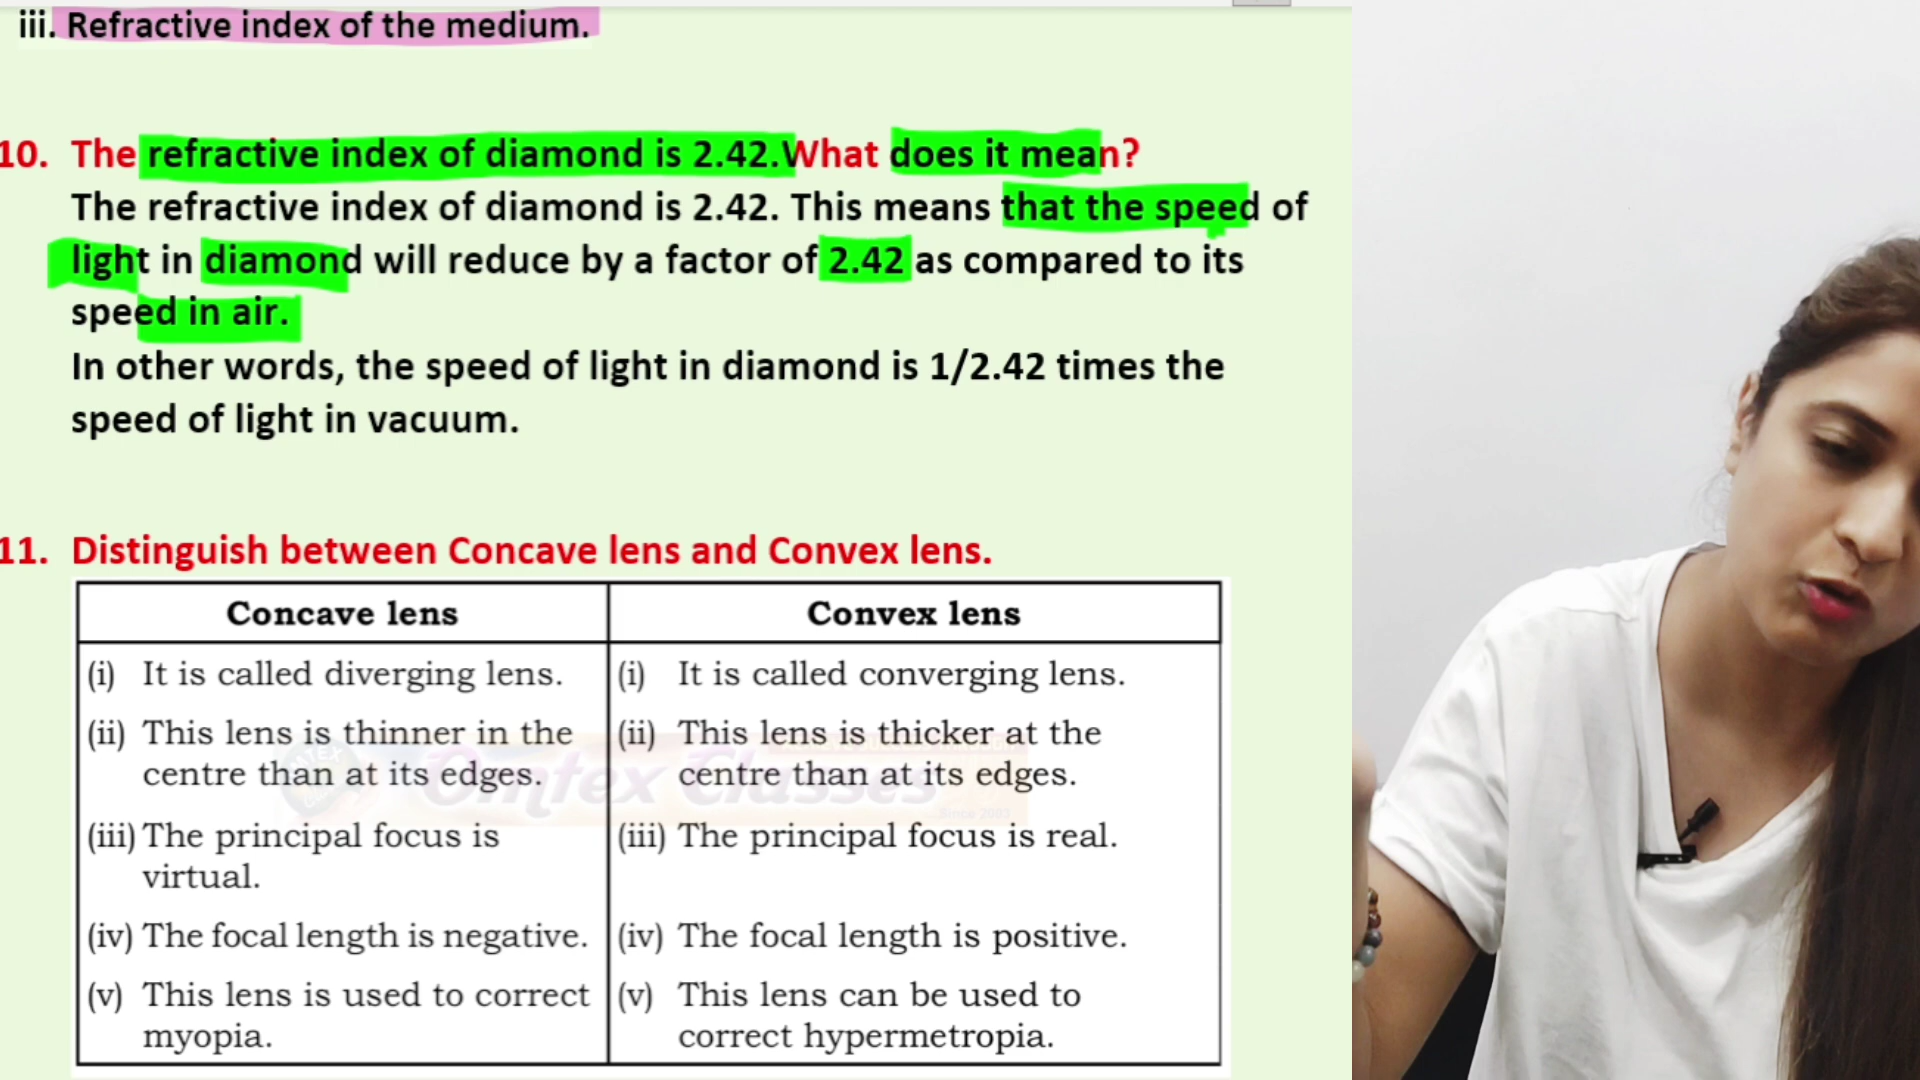 iii. Refractive index of the medium.
10. The refractive index of diamond is 2.42.What does it mean?
The refractive index of diamond is 2.42. This means that the speed of
light in diamond will reduce by a factor of 2.42 as compared to its
speed in air.
In other words, the speed of light in diamond is 1/2.42 times the
speed of light in vacuum.
11. Distinguish between Concave lens and Convex lens.
Concave lens
Convex lens
(i) It is called diverging lens.
(i) It is called converging lens.
(ii) This lens is thinner in the
centre than at its edges.
(ii) This lens is thicker at the
centre than at its edges.
(iii) The principal focus is
virtual.
(iii) The principal focus is real.
(iv) The focal length is negative.
(iv) The focal length is positive.
(v) This lens is used to correct
myopia.
(v) This lens can be used to
correct hypermetropia.
Omtex Classes
Since 2003